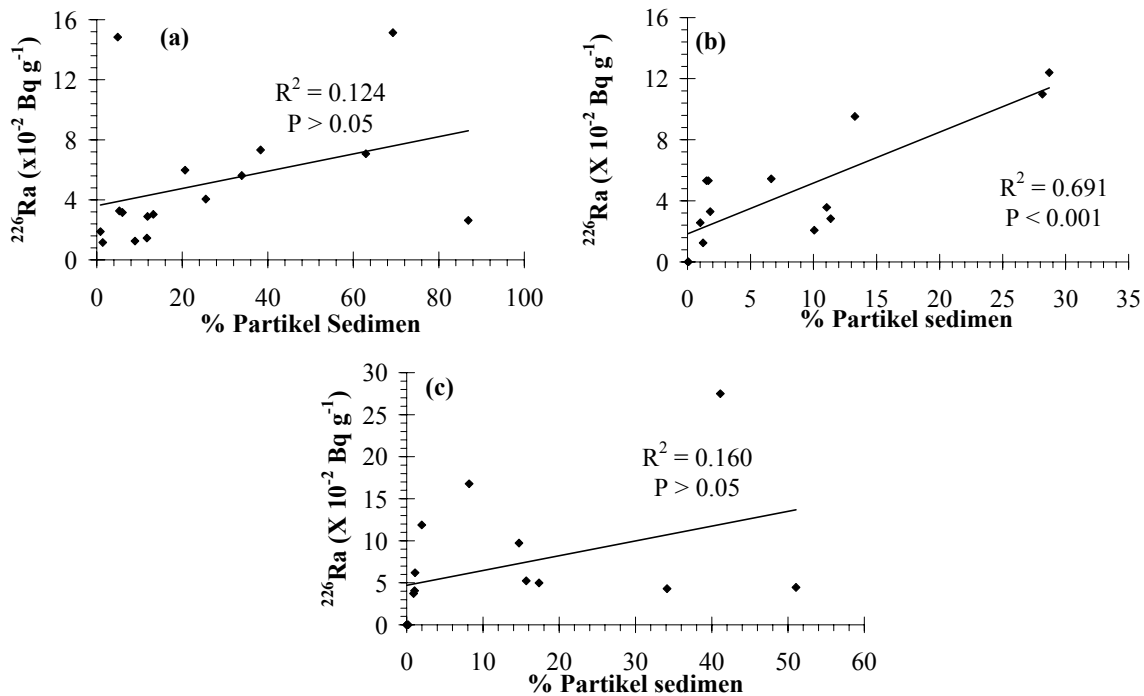 (a)
²²⁶Ra (x10⁻² Bq g⁻¹)
16
12
8
4
0
R² = 0.124
P > 0.05
0 20 40 60 80 100
% Partikel Sedimen
(b)
²²⁶Ra (X 10⁻² Bq g⁻¹)
16
12
8
4
0
R² = 0.691
P < 0.001
0 5 10 15 20 25 30 35
% Partikel sedimen
(c)
²²⁶Ra (X 10⁻² Bq g⁻¹)
30
25
20
15
10
5
0
R² = 0.160
P > 0.05
0 10 20 30 40 50 60
% Partikel sedimen